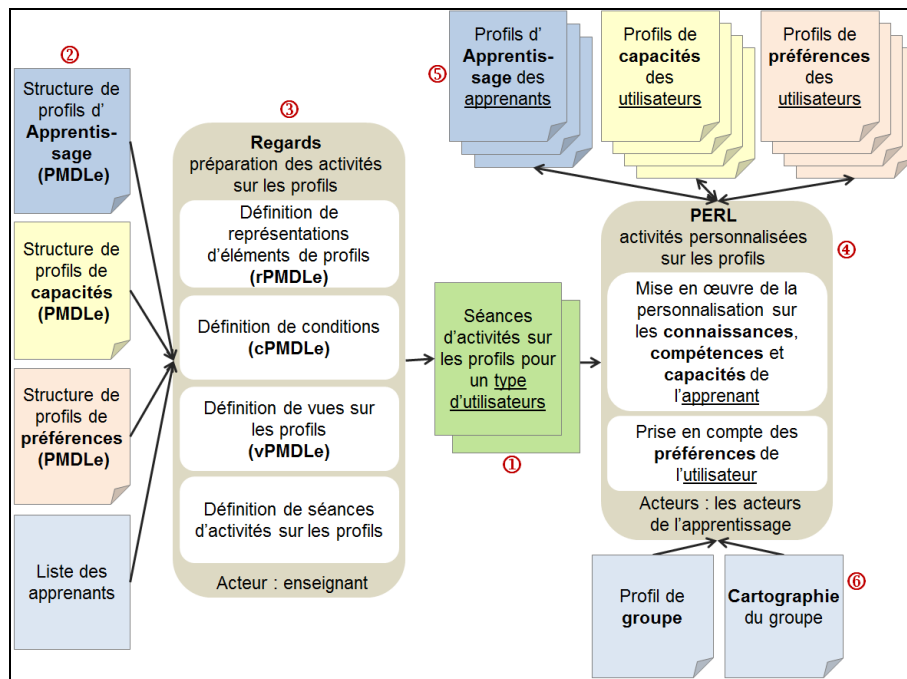 ②
Structure de
profils d'
Apprentis-
sage
(PMDLe)
Structure de
profils de
capacités
(PMDLe)
Structure de
profils de
préférences
(PMDLe)
Liste des
apprenants
③
Regards
préparation des activités
sur les profils
Définition de
représentations
d'éléments de profils
(rPMDLe)
Définition de conditions
(cPMDLe)
Définition de vues sur
les profils
(vPMDLe)
Définition de séances
d'activités sur les profils
Acteur : enseignant
Séances
d'activités sur
les profils pour
un type
d'utilisateurs
①
⑤
Profils d'
Apprentis-
sage des
apprenants
Profils de
capacités
des
utilisateurs
Profils de
préférences
des
utilisateurs
PERL
activités personnalisées
sur les profils
④
Mise en œuvre de la
personnalisation sur
les connaissances,
compétences et
capacités de
l'apprenant
Prise en compte des
préférences de
l'utilisateur
Acteurs : les acteurs
de l'apprentissage
Profil de
groupe
Cartographie
du groupe
⑥